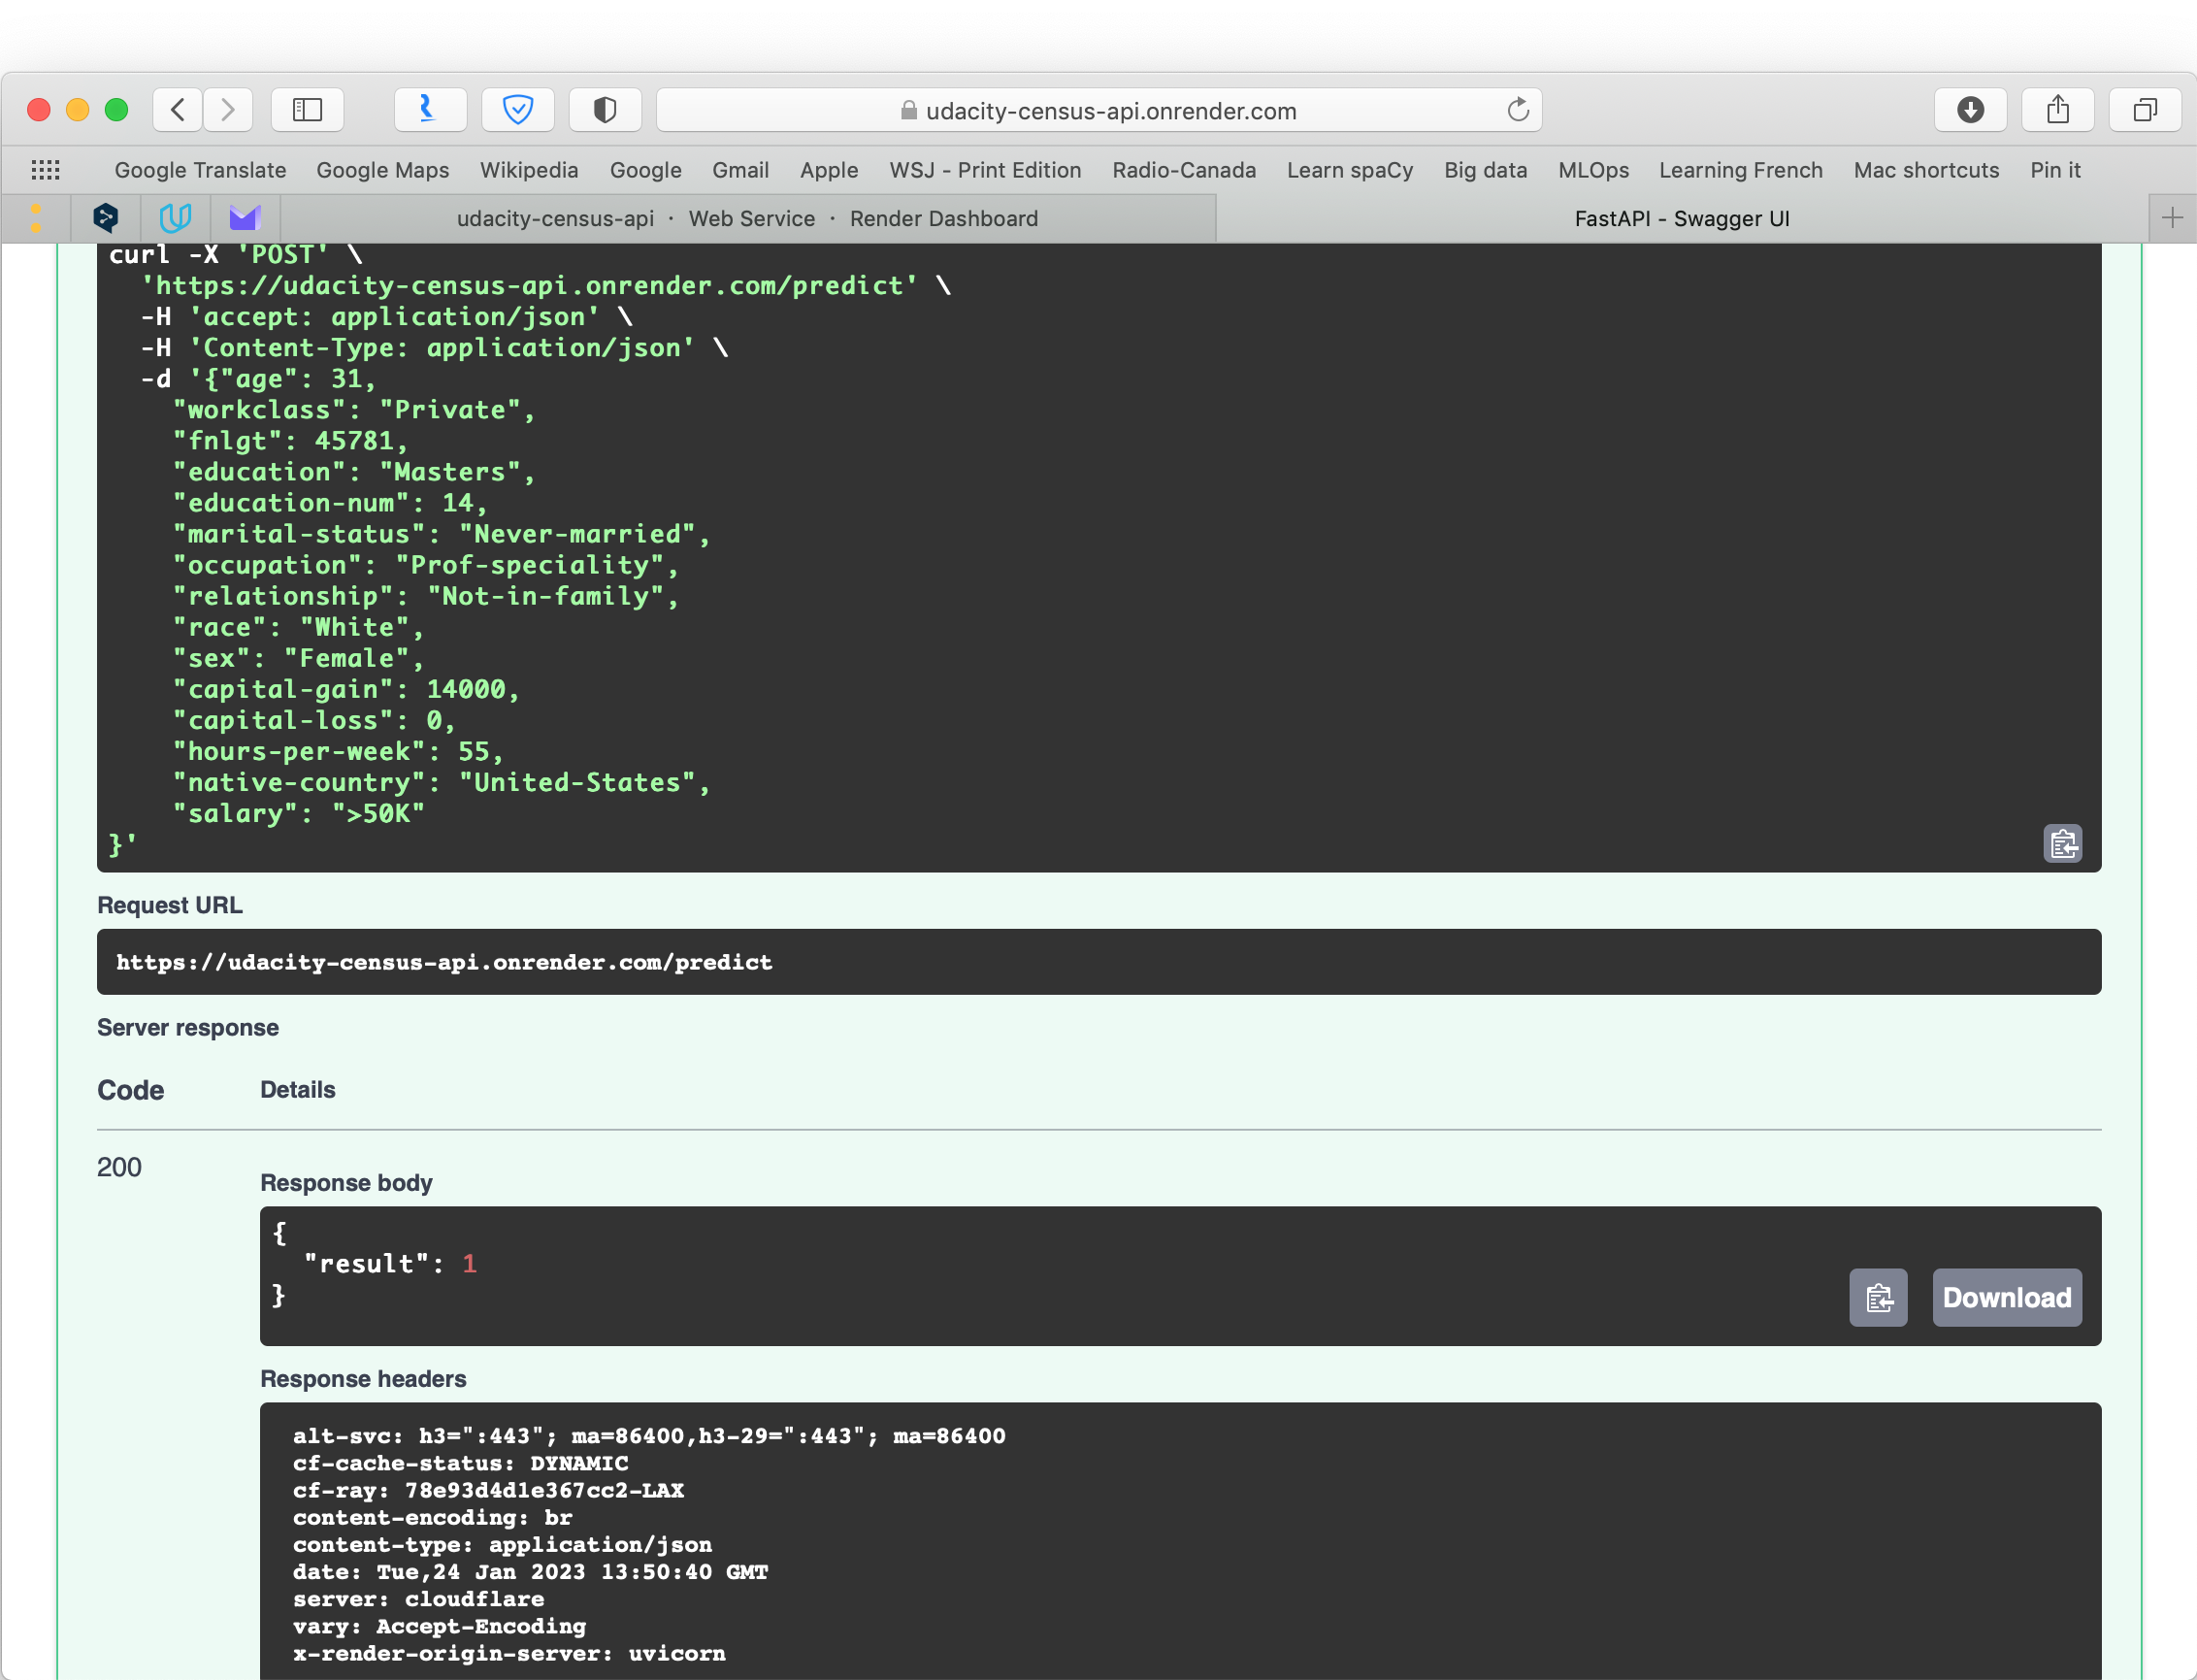 udacity-census-api.onrender.com
Google Translate Google Maps Wikipedia Google Gmail Apple WSJ - Print Edition Radio-Canada Learn spaCy Big data MLOps Learning French Mac shortcuts Pin it
udacity-census-api · Web Service · Render Dashboard FastAPI - Swagger UI
curl -X 'POST' \
'https://udacity-census-api.onrender.com/predict' \
-H 'accept: application/json' \
-H 'Content-Type: application/json' \
-d '{"age": 31,
"workclass": "Private",
"fnlgt": 45781,
"education": "Masters",
"education-num": 14,
"marital-status": "Never-married",
"occupation": "Prof-speciality",
"relationship": "Not-in-family",
"race": "White",
"sex": "Female",
"capital-gain": 14000,
"capital-loss": 0,
"hours-per-week": 55,
"native-country": "United-States",
"salary": ">50K"
}'
Request URL
https://udacity-census-api.onrender.com/predict
Server response
Code Details
200
Response body
{
"result": 1
}
Download
Response headers
alt-svc: h3=":443"; ma=86400,h3-29=":443"; ma=86400
cf-cache-status: DYNAMIC
cf-ray: 78e93d4d1e367cc2-LAX
content-encoding: br
content-type: application/json
date: Tue,24 Jan 2023 13:50:40 GMT
server: cloudflare
vary: Accept-Encoding
x-render-origin-server: uvicorn